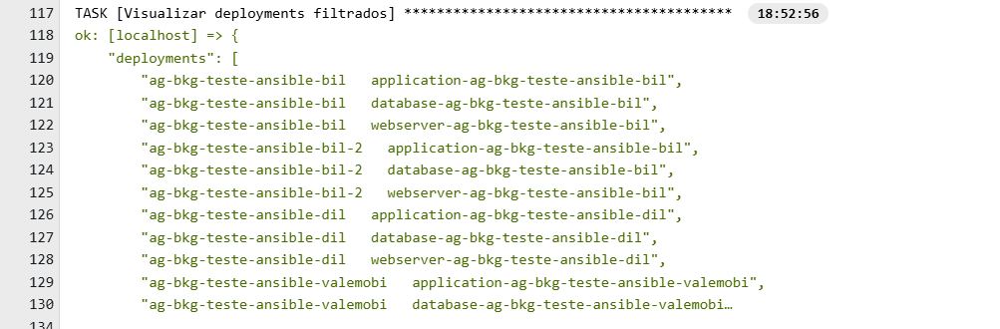 117 TASK [Visualizar deployments filtrados] **************************************** 18:52:56
118 ok: [localhost] => {
119     "deployments": [
120         "ag-bkg-teste-ansible-bil   application-ag-bkg-teste-ansible-bil",
121         "ag-bkg-teste-ansible-bil   database-ag-bkg-teste-ansible-bil",
122         "ag-bkg-teste-ansible-bil   webserver-ag-bkg-teste-ansible-bil",
123         "ag-bkg-teste-ansible-bil-2   application-ag-bkg-teste-ansible-bil",
124         "ag-bkg-teste-ansible-bil-2   database-ag-bkg-teste-ansible-bil",
125         "ag-bkg-teste-ansible-bil-2   webserver-ag-bkg-teste-ansible-bil",
126         "ag-bkg-teste-ansible-dil   application-ag-bkg-teste-ansible-dil",
127         "ag-bkg-teste-ansible-dil   database-ag-bkg-teste-ansible-dil",
128         "ag-bkg-teste-ansible-dil   webserver-ag-bkg-teste-ansible-dil",
129         "ag-bkg-teste-ansible-valemobi   application-ag-bkg-teste-ansible-valemobi",
130         "ag-bkg-teste-ansible-valemobi   database-ag-bkg-teste-ansible-valemobi…